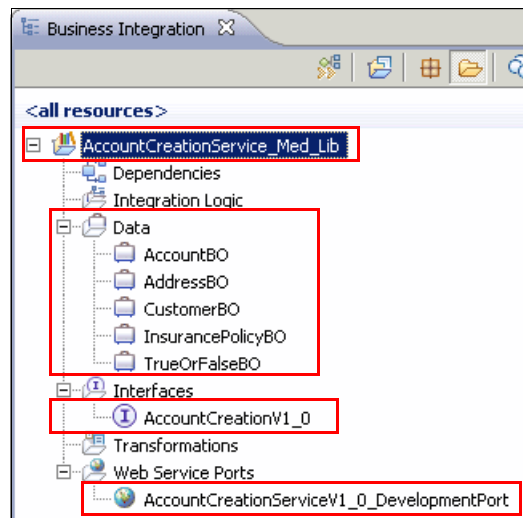 Business Integration
<all resources>
AccountCreationService_Med_Lib
Dependencies
Integration Logic
Data
AccountBO
AddressBO
CustomerBO
InsurancePolicyBO
TrueOrFalseBO
Interfaces
AccountCreationV1_0
Transformations
Web Service Ports
AccountCreationServiceV1_0_DevelopmentPort